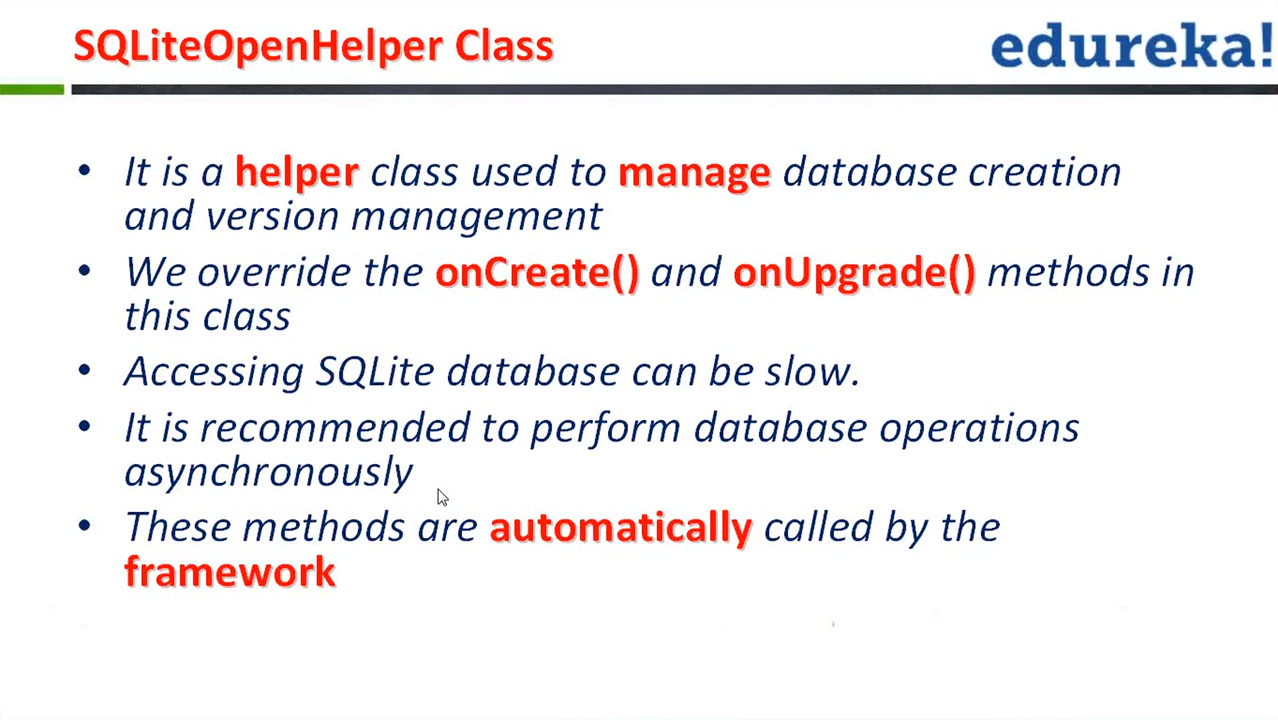 SQLiteOpenHelper Class
edureka!
• It is a helper class used to manage database creation
and version management
• We override the onCreate() and onUpgrade() methods in
this class
• Accessing SQLite database can be slow.
• It is recommended to perform database operations
asynchronously
• These methods are automatically called by the
framework